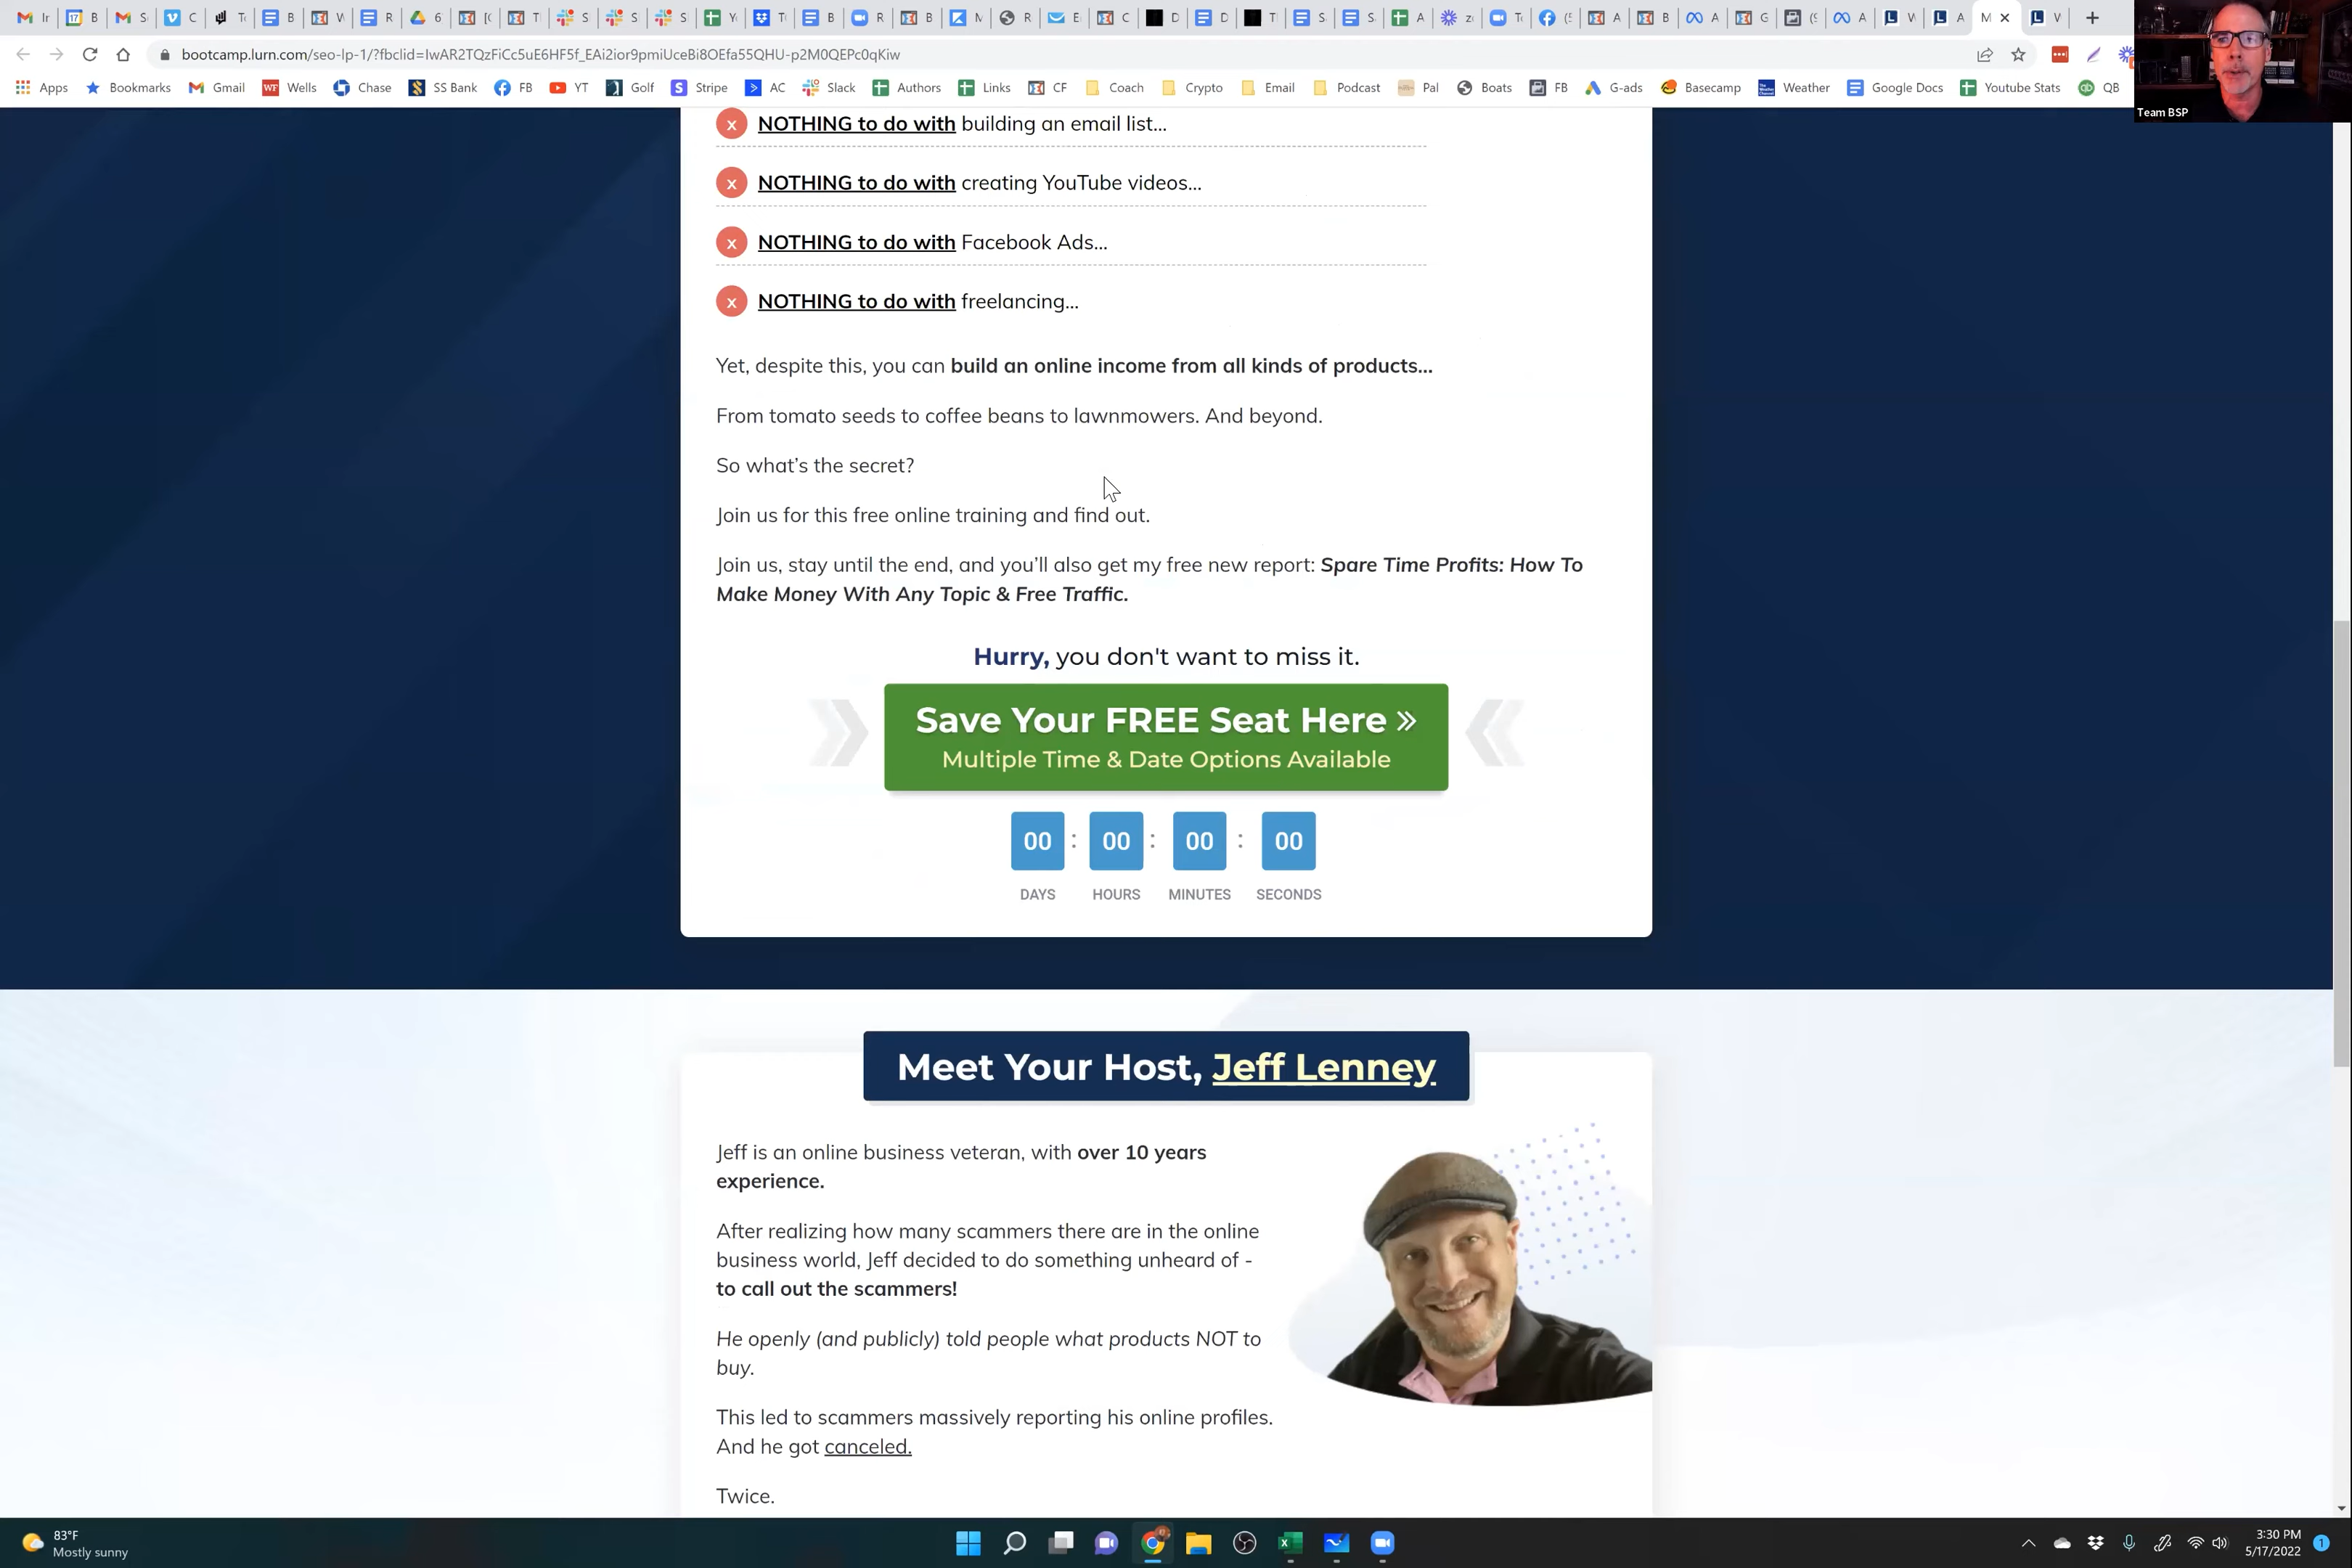 Ir
B
M
S
C
To
B
W
R
6
[C
T
S
S
S
Yo
T
B
R
B
M
R
E
C
D
D
T
S
S
A
zo
To
(5
A
B
A
G
(9
A
V
A
M
V
bootcamp.lurn.com/seo-lp-1/?fbclid=IwAR2TQzFiCc5uE6HF5f_EAi2ior9pmiUceBi8OEfa55QHU-p2M0QEPc0qKiw
Apps Bookmarks Gmail Wells Chase SS Bank FB YT Golf Stripe AC Slack Authors Links CF Coach Crypto Email Podcast Pal Boats FB G-ads Basecamp Weather Google Docs Youtube Stats QB
Team BSP
x NOTHING to do with building an email list...
x NOTHING to do with creating YouTube videos...
x NOTHING to do with Facebook Ads...
x NOTHING to do with freelancing...
Yet, despite this, you can build an online income from all kinds of products...
From tomato seeds to coffee beans to lawnmowers. And beyond.
So what's the secret?
Join us for this free online training and find out.
Join us, stay until the end, and you'll also get my free new report: Spare Time Profits: How To
Make Money With Any Topic & Free Traffic.
Hurry, you don't want to miss it.
Save Your FREE Seat Here »
Multiple Time & Date Options Available
00 : 00 : 00 : 00
DAYS HOURS MINUTES SECONDS
Meet Your Host, Jeff Lenney
Jeff is an online business veteran, with over 10 years
experience.
After realizing how many scammers there are in the online
business world, Jeff decided to do something unheard of -
to call out the scammers!
He openly (and publicly) told people what products NOT to
buy.
This led to scammers massively reporting his online profiles.
And he got canceled.
Twice.
83°F
Mostly sunny
3:30 PM
5/17/2022
1